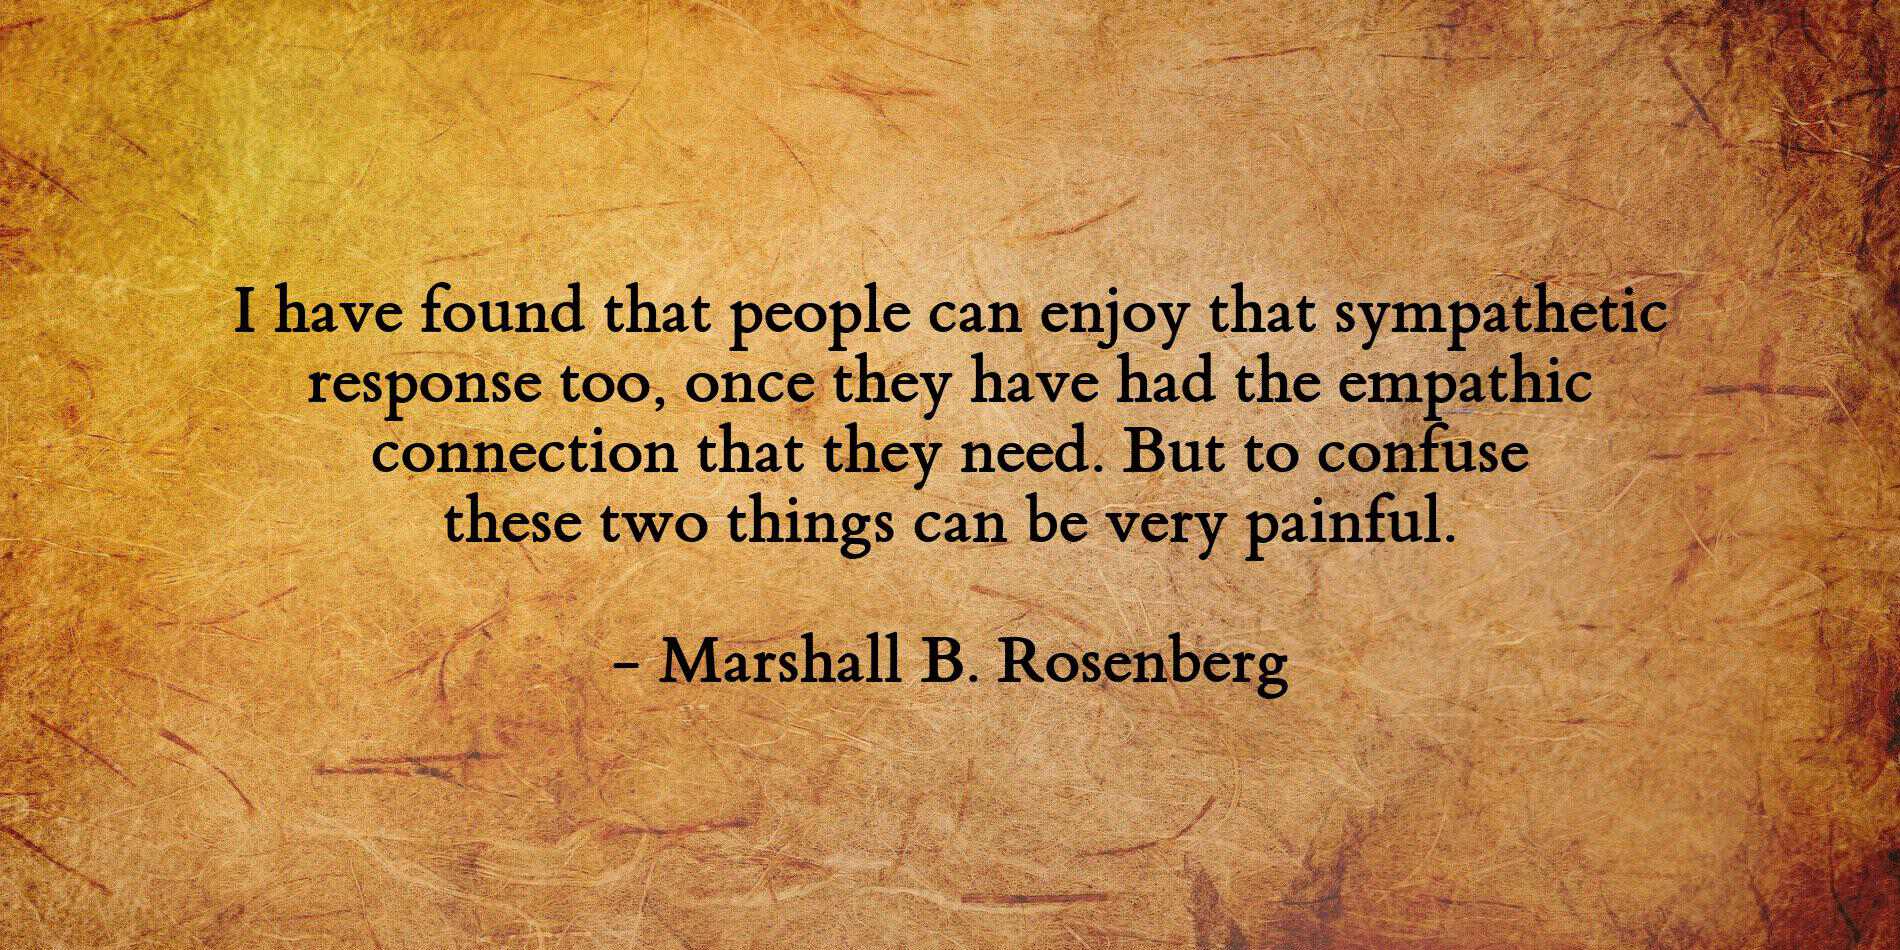 I have found that people can enjoy that sympathetic
response too, once they have had the empathic
connection that they need. But to confuse
these two things can be very painful.
– Marshall B. Rosenberg